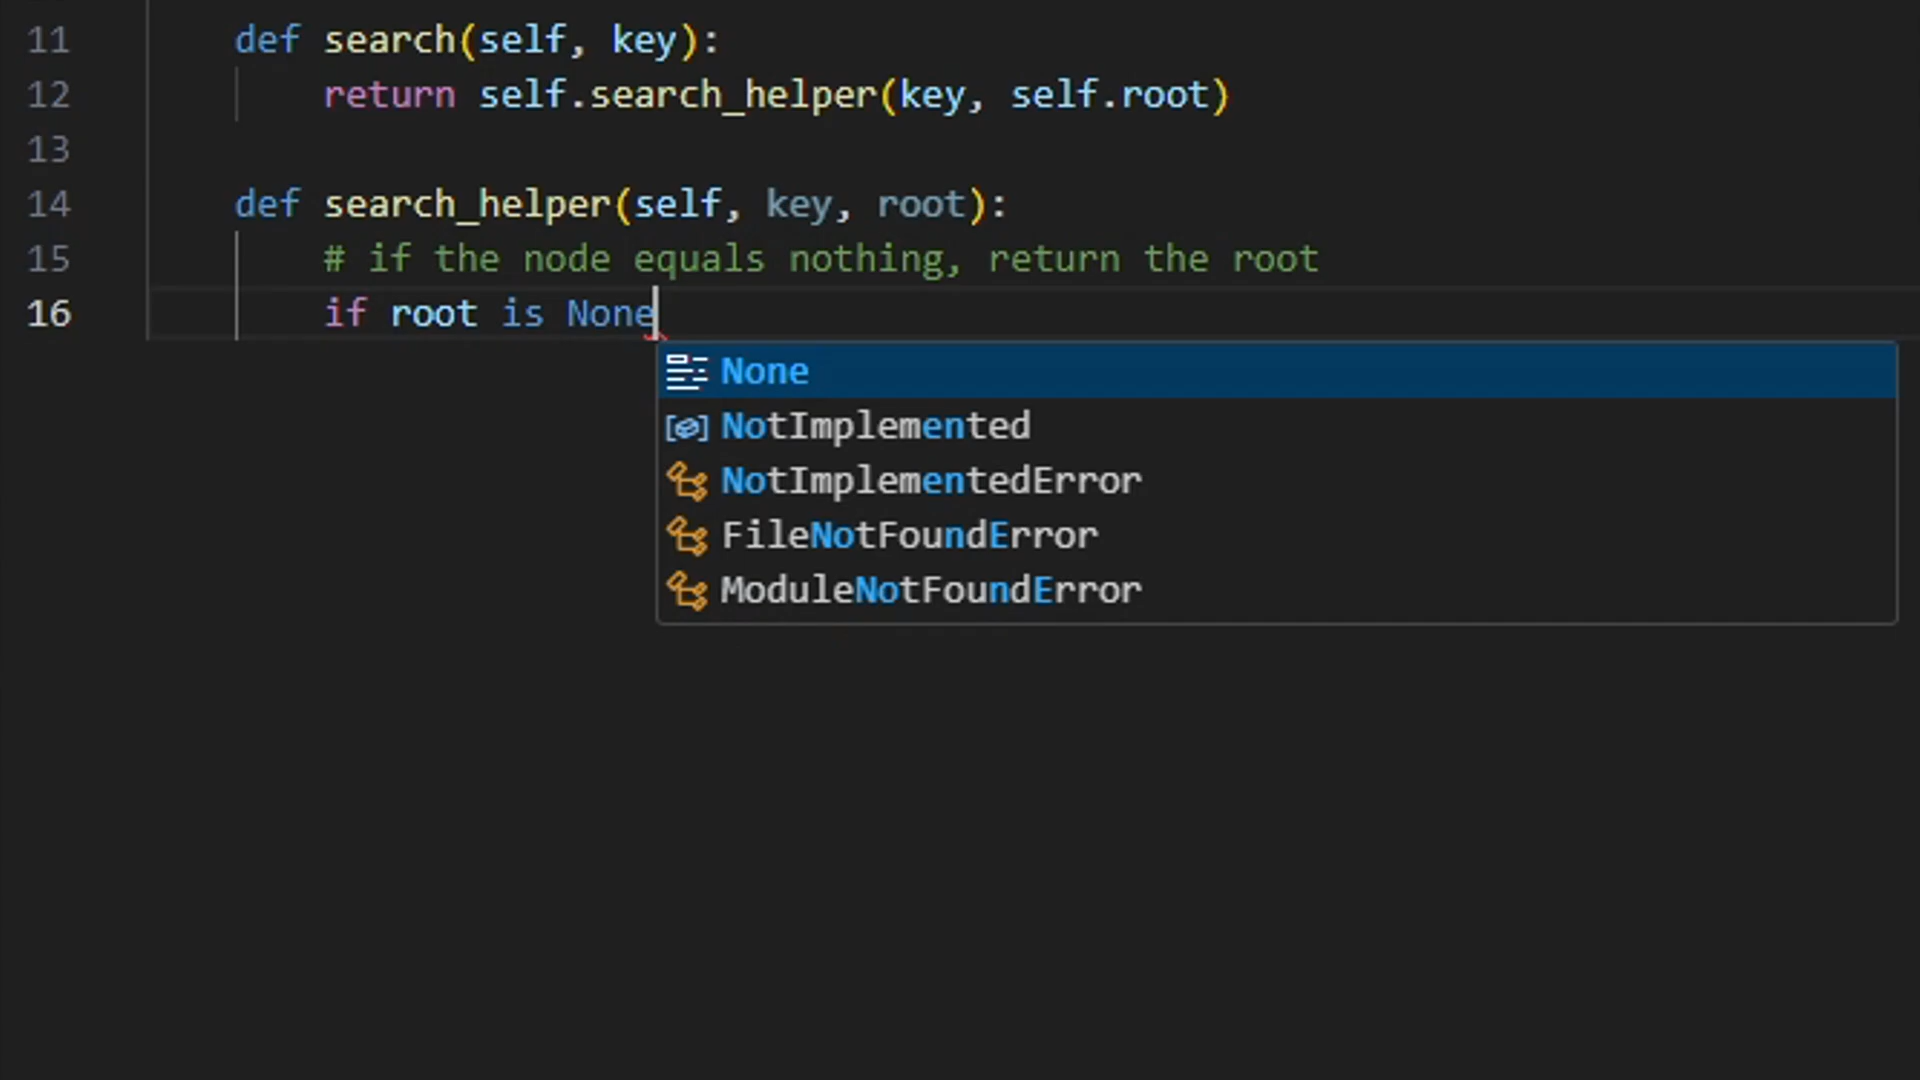 11 def search(self, key):
12 return self.search_helper(key, self.root)
13
14 def search_helper(self, key, root):
15 # if the node equals nothing, return the root
16 if root is None
None
NotImplemented
NotImplementedError
FileNotFoundError
ModuleNotFoundError